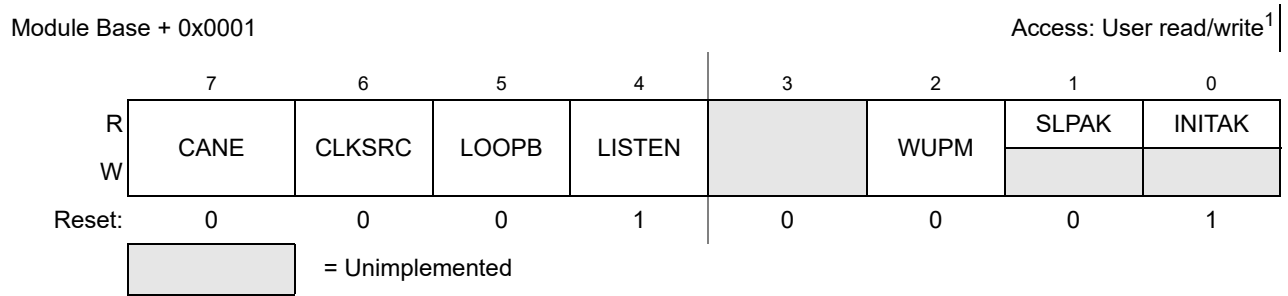 Module Base + 0x0001 Access: User read/write1
7 6 5 4 3 2 1 0
R CANE CLKSRC LOOPB LISTEN WUPM SLPAK INITAK
W
Reset: 0 0 0 1 0 0 0 1
= Unimplemented